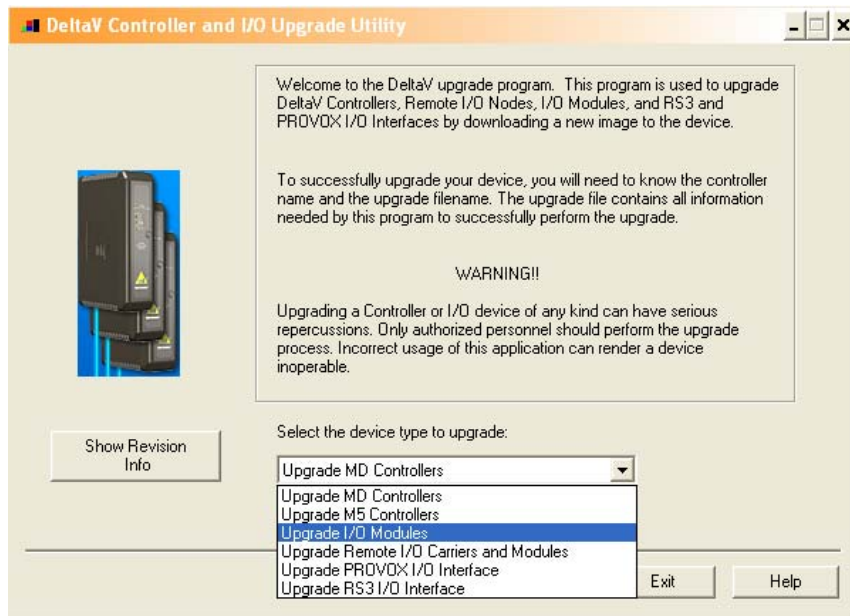 DeltaV Controller and I/O Upgrade Utility
Welcome to the DeltaV upgrade program. This program is used to upgrade
DeltaV Controllers, Remote I/O Nodes, I/O Modules, and RS3 and
PROVOX I/O Interfaces by downloading a new image to the device.
To successfully upgrade your device, you will need to know the controller
name and the upgrade filename. The upgrade file contains all information
needed by this program to successfully perform the upgrade.
WARNING!!
Upgrading a Controller or I/O device of any kind can have serious
repercussions. Only authorized personnel should perform the upgrade
process. Incorrect usage of this application can render a device
inoperable.
Show Revision
Info
Select the device type to upgrade:
Upgrade MD Controllers
Upgrade MD Controllers
Upgrade M5 Controllers
Upgrade I/O Modules
Upgrade Remote I/O Carriers and Modules
Upgrade PROVOX I/O Interface
Upgrade RS3 I/O Interface
Exit
Help